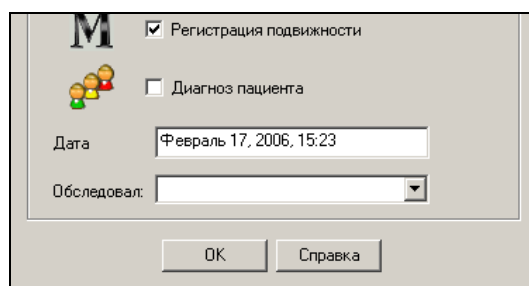 M
Регистрация подвижности
Диагноз пациента
Дата
Февраль 17, 2006, 15:23
Обследовал:
OK
Справка